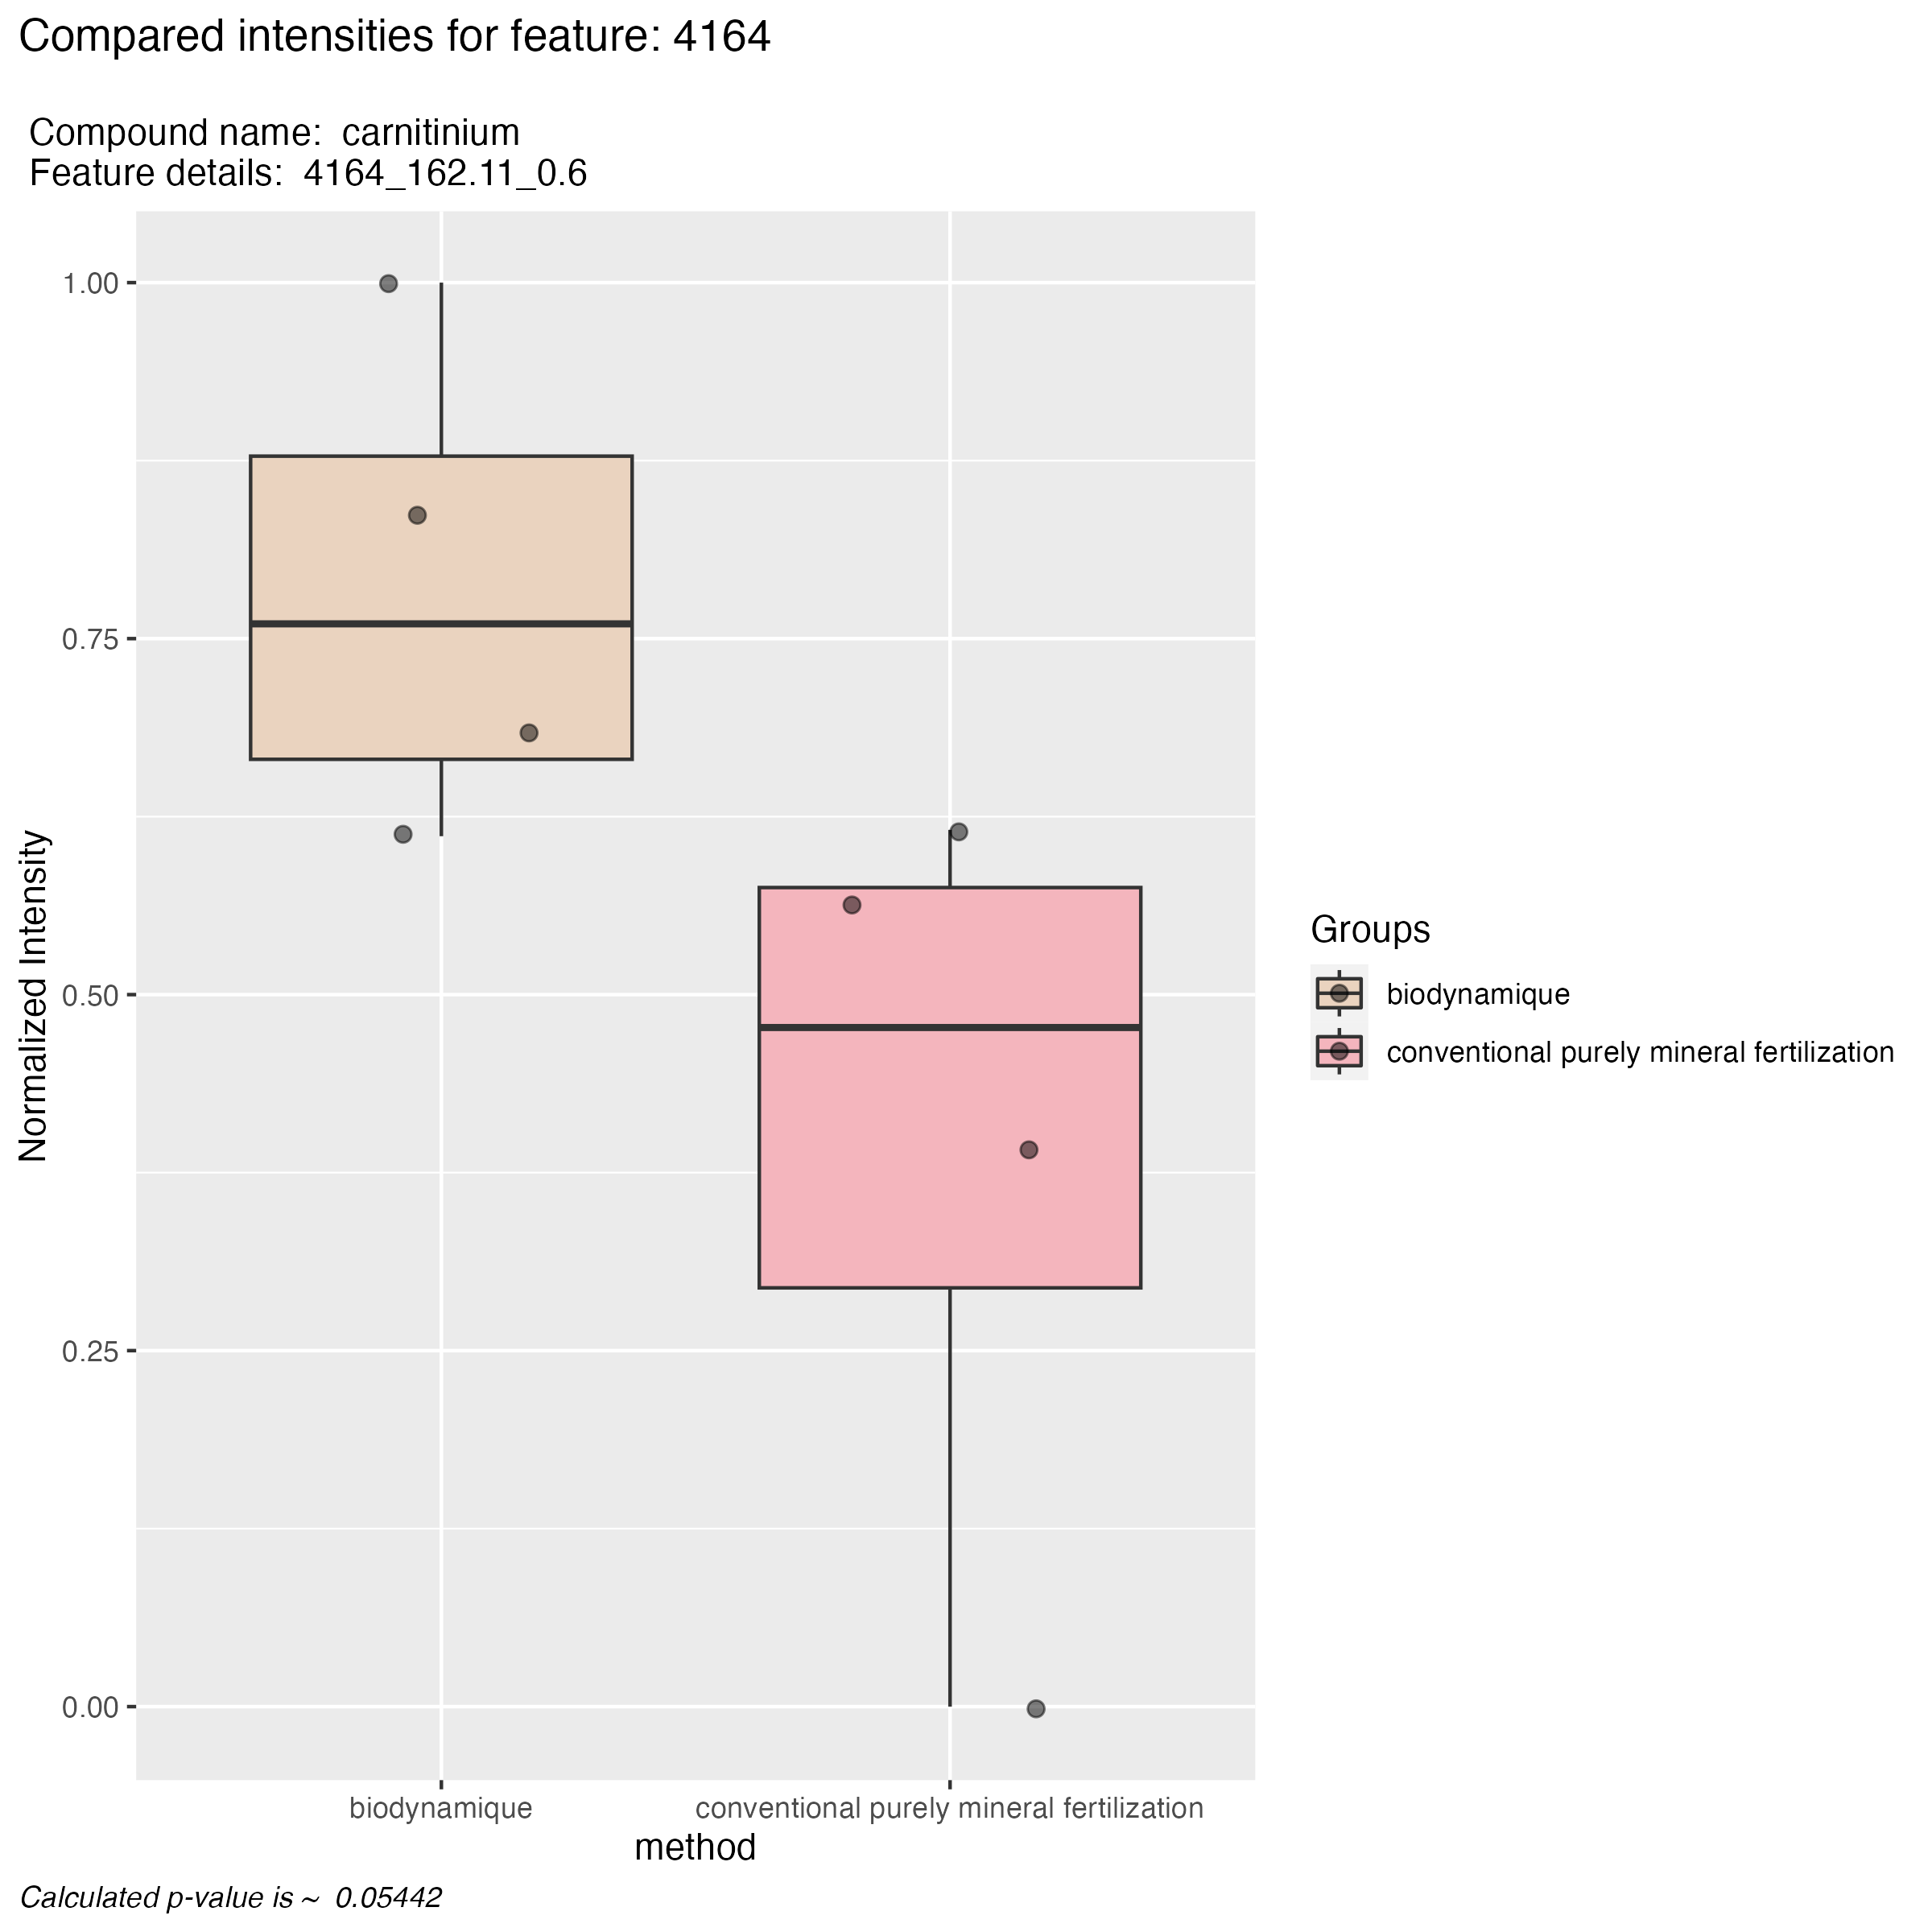 Compared intensities for feature: 4164
Compound name:  carnitinium
Feature details:  4164_162.11_0.6
Normalized Intensity
1.00
0.75
0.50
0.25
0.00
biodynamique
conventional purely mineral fertilization
method
Groups
biodynamique
conventional purely mineral fertilization
Calculated p-value is ~  0.05442